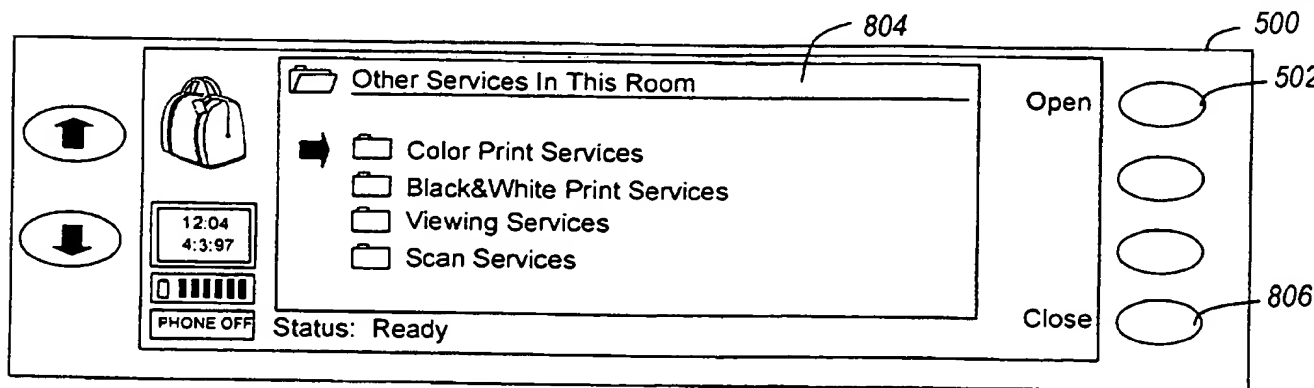 804
500
Other Services In This Room
Open
502
Color Print Services
Black&White Print Services
Viewing Services
Scan Services
12:04
4:3:97
PHONE OFF
Status: Ready
Close
806